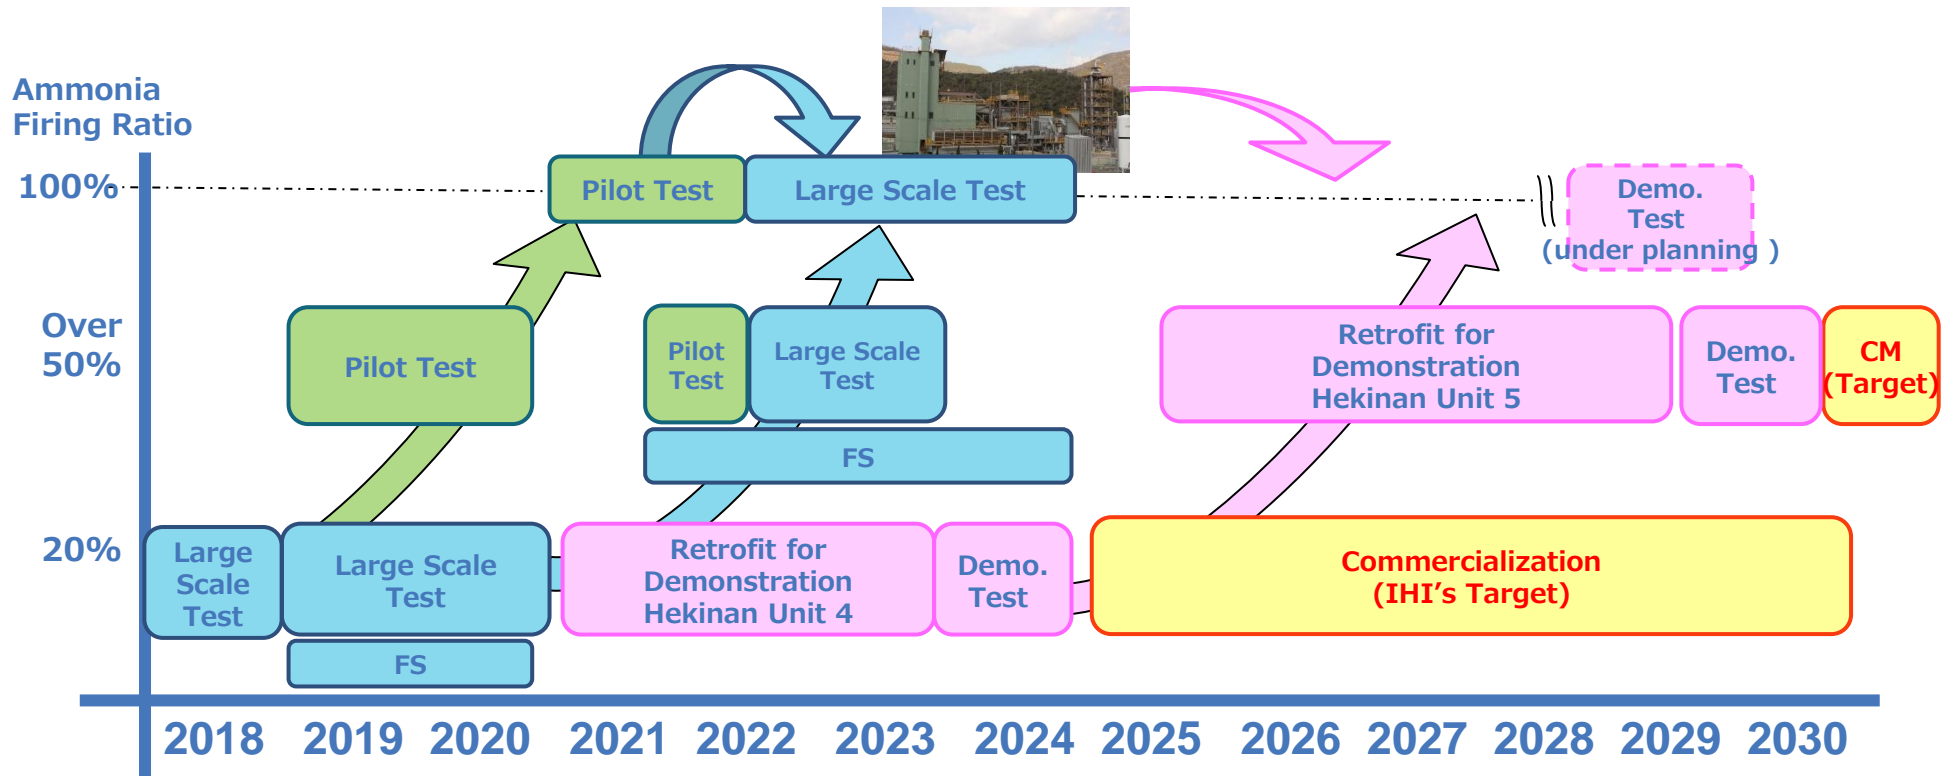 Ammonia
Firing Ratio
100%
Pilot Test
Large Scale Test
Demo.
Test
(under planning )
Over
50%
Pilot Test
Pilot
Test
Large Scale
Test
Retrofit for
Demonstration
Hekinan Unit 5
Demo.
Test
CM
(Target)
FS
20%
Large
Scale
Test
Large Scale
Test
Retrofit for
Demonstration
Hekinan Unit 4
Demo.
Test
Commercialization
(IHI’s Target)
FS
2018 2019 2020 2021 2022 2023 2024 2025 2026 2027 2028 2029 2030